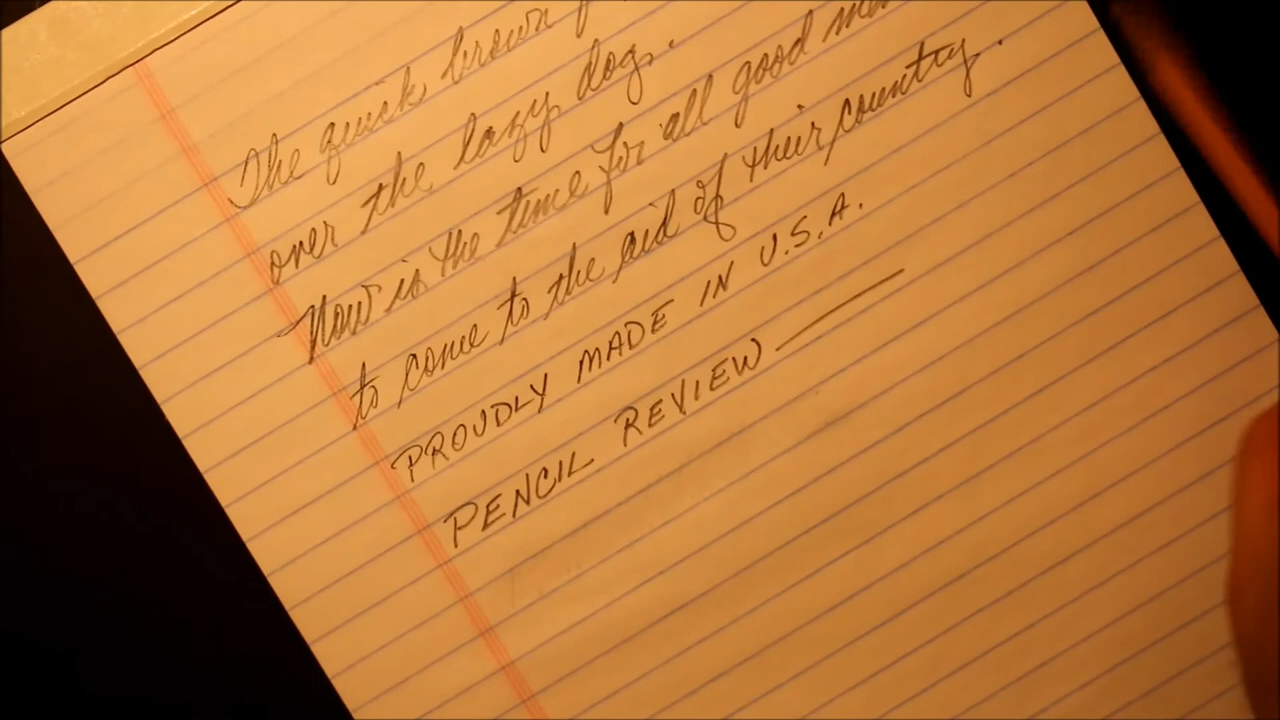 The quick brown
over the lazy dog.
Now is the time for all good
to come to the aid of their country.
PROUDLY MADE IN U.S.A.
PENCIL REVIEW —